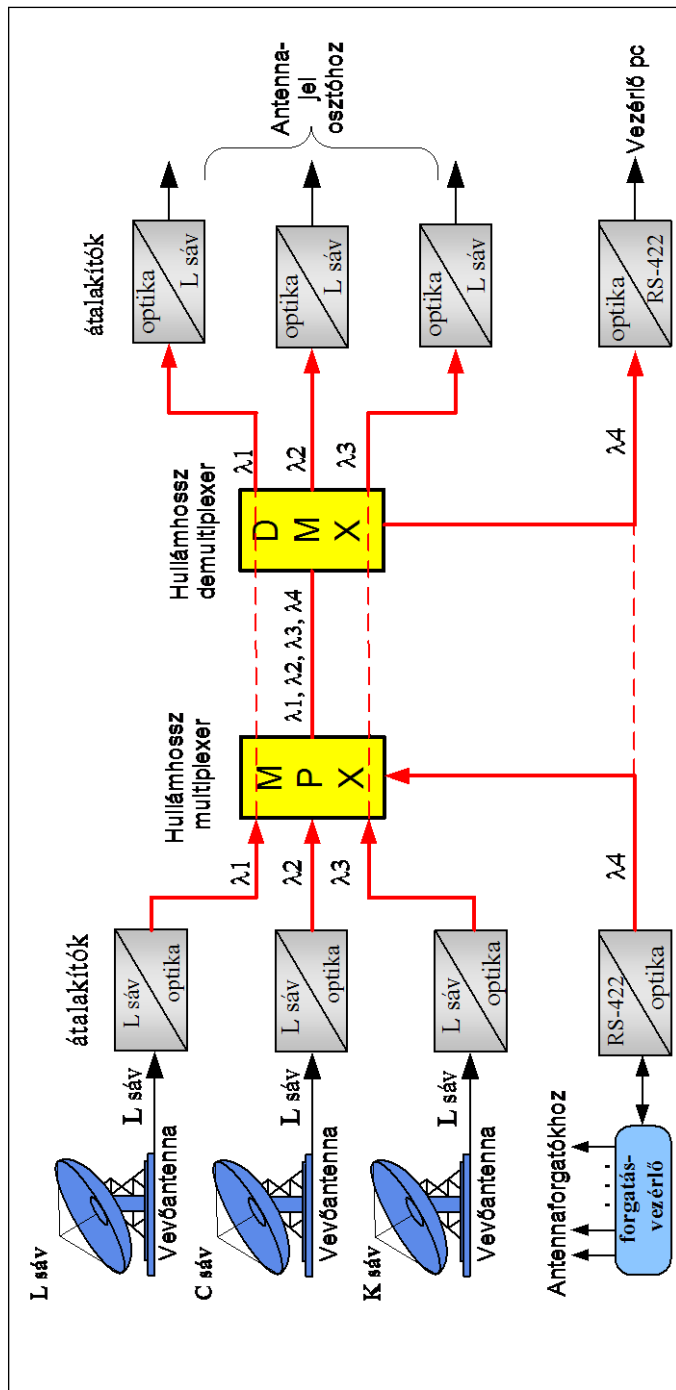 L sáv
Vevőantenna
L sáv
átalakítók
L sáv
optika
λ1
C sáv
Vevőantenna
L sáv
L sáv
optika
λ2
K sáv
Vevőantenna
L sáv
L sáv
optika
λ3
Antennaforgatókhoz
forgatás-
vezérlő
RS-422
optika
λ4
Hullámhossz
multiplexer
M
P
X
λ1, λ2, λ3, λ4
Hullámhossz
demultiplexer
D
M
X
λ1
λ2
λ3
λ4
átalakítók
optika
L sáv
optika
L sáv
optika
L sáv
optika
RS-422
Antenna-
jel
osztóhoz
Vezérlő pc